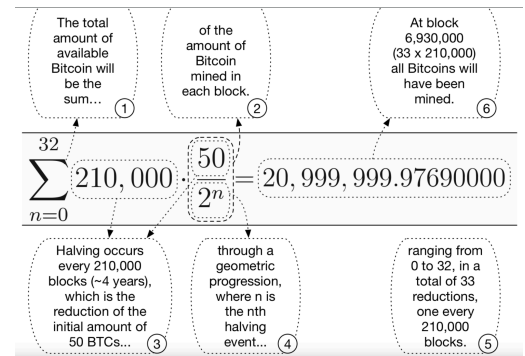 The total
amount of
available
Bitcoin will
be the
sum...
1
of the
amount of
Bitcoin
mined in
each block.
2
At block
6,930,000
(33 x 210,000)
all Bitcoins will
have been
mined.
6
32
∑ 210,000 · 50/2ⁿ = 20,999,999.97690000
n=0
Halving occurs
every 210,000
blocks (~4 years),
which is the
reduction of the
initial amount of
50 BTCs...
3
through a
geometric
progression,
where n is
the nth
halving
event...
4
ranging from
0 to 32, in a
total of 33
reductions,
one every
210,000
blocks.
5